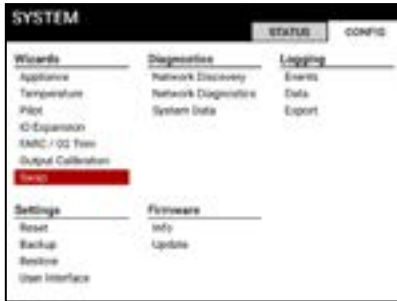 SYSTEM
STATUS CONFIG
Wizards
Appliance
Temperature
Pilot
IO Expansion
EMRC / O2 Trim
Output Calibration
Swap
Diagnostics
Network Discovery
Network Diagnostics
System Data
Logging
Events
Data
Export
Settings
Reset
Backup
Restore
User Interface
Firmware
Info
Update